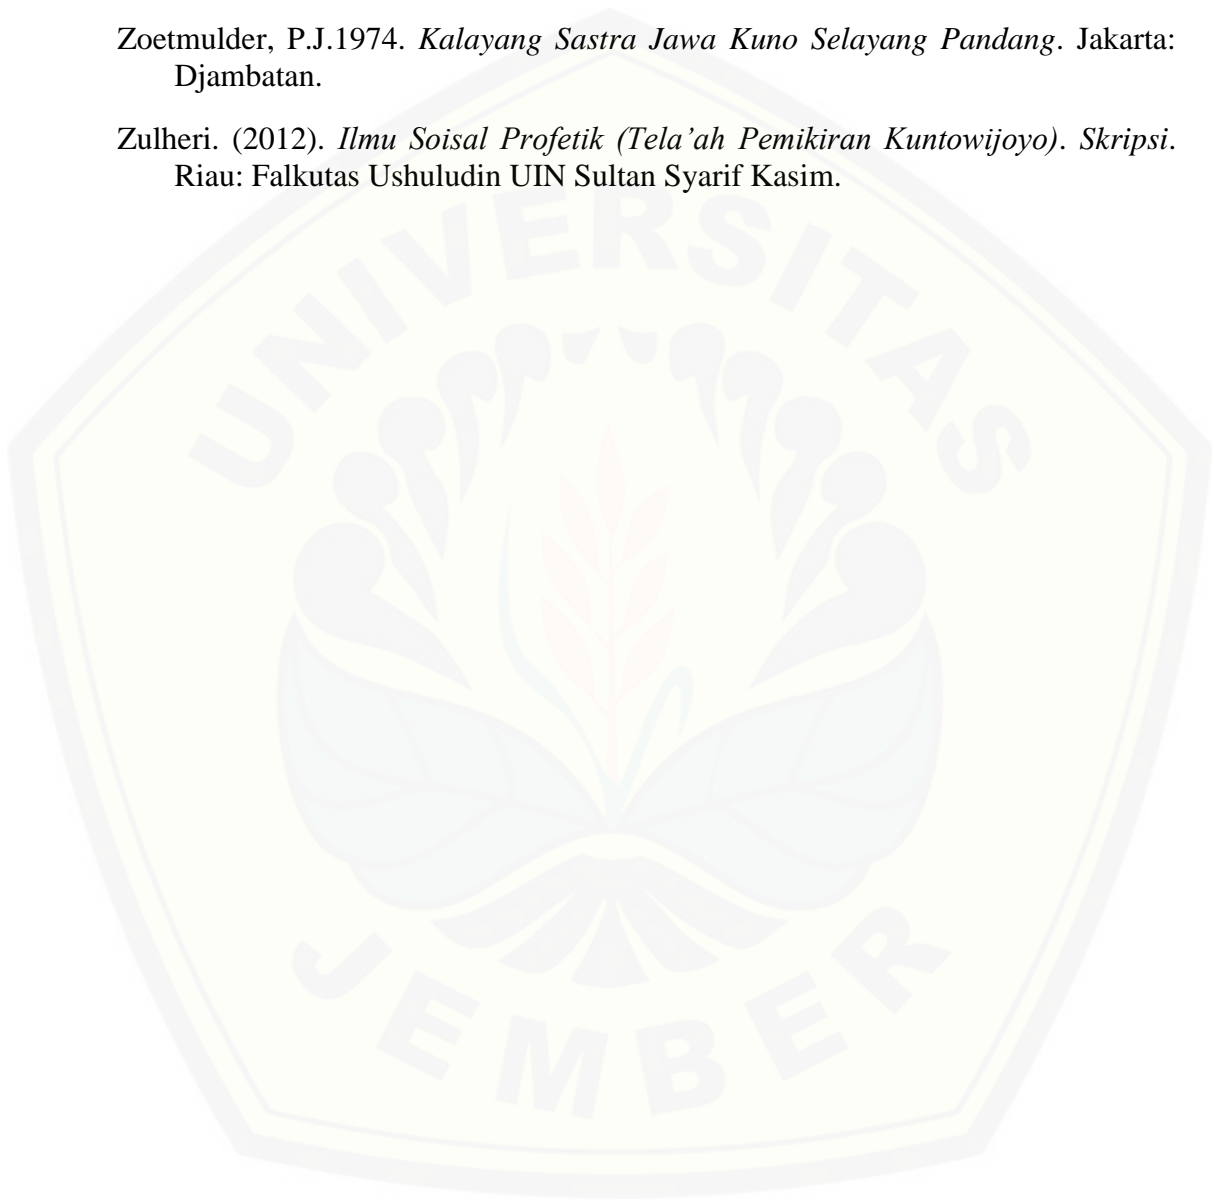 Zoetmulder, P.J.1974. Kalayang Sastra Jawa Kuno Selayang Pandang. Jakarta:
Djambatan.
Zulheri. (2012). Ilmu Soisal Profetik (Tela’ah Pemikiran Kuntowijoyo). Skripsi.
Riau: Falkutas Ushuludin UIN Sultan Syarif Kasim.
UNIVERSITAS
JEMBER